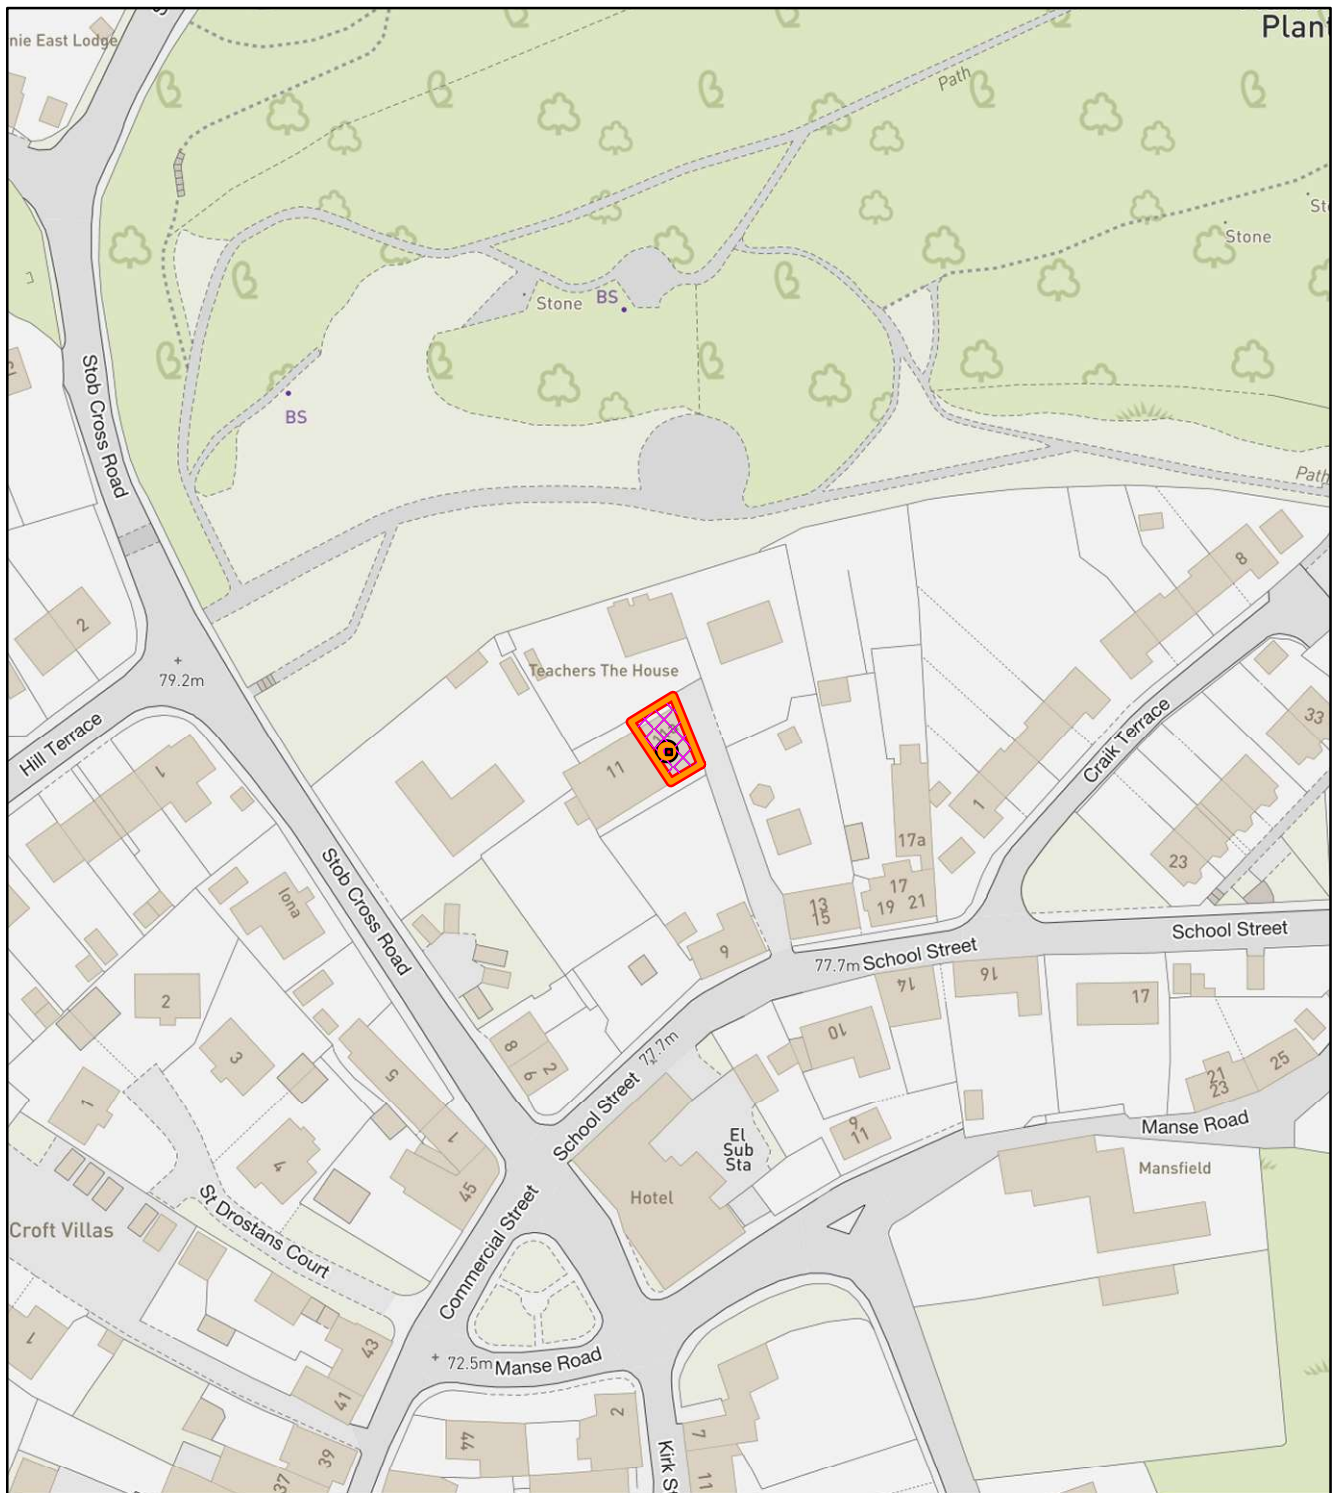 nie East Lodge
Plant
Path
Stone
Stone
BS
BS
Stob Cross Road
Path
2
79.2m
Hill Terrace
Teachers The House
8
33
Craik Terrace
1
1
11
17a
23
17
19 21
13
15
Stob Cross Road
Iona
9
77.7m School Street
School Street
2
3
5
1
4
1
45
8
6
2
77.7m
School Street
14
16
17
10
9
11
El
Sub
Sta
21
23
25
Manse Road
Mansfield
Hotel
St Drostans Court
Croft Villas
Commercial Street
43
41
39
37
1
72.5m Manse Road
44
2
7
11
Kirk St